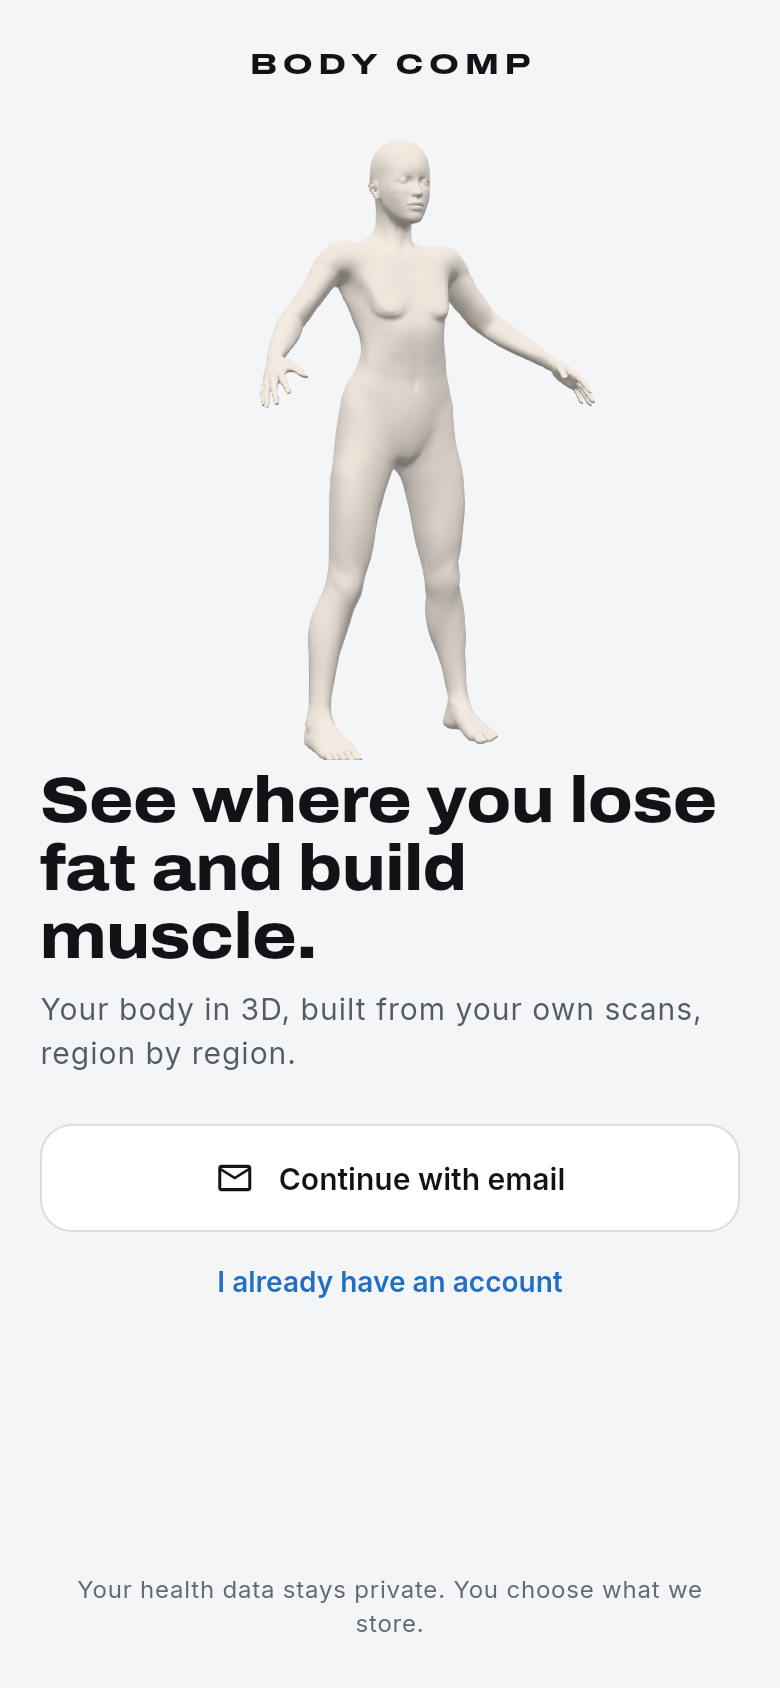 BODY COMP
See where you lose
fat and build
muscle.
Your body in 3D, built from your own scans,
region by region.
Continue with email
I already have an account
Your health data stays private. You choose what we
store.